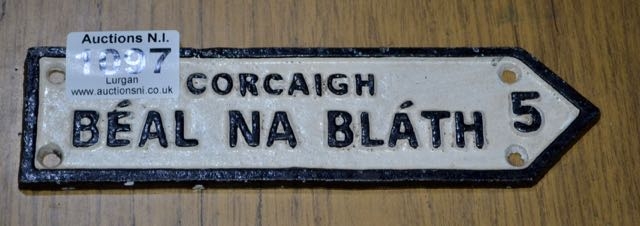 Auctions N.I.
1097
Lurgan
www.auctionsni.co.uk
CORCAIGH
BÉAL NA BLÁTH 5